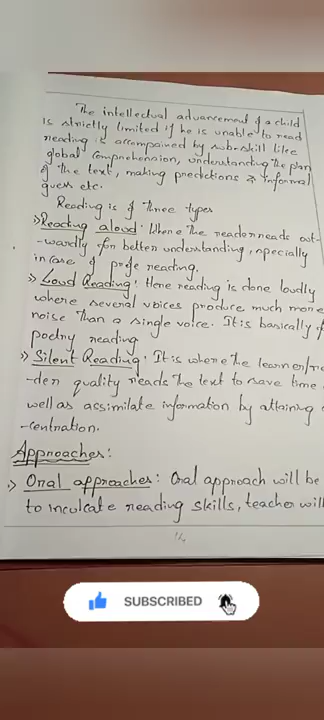 The intellectual advancement of a child
is strictly limited if he is unable to read
reading is accompained by subskill like
global comprehension, understanding the plan
of the text, making predictions & informal
guess etc.
Reading is of three types
> Reading aloud : Where the reader reads out-
-wardly for better understanding, specially
in case of prose reading.
> Loud Reading : Here reading is done loudly
where several voices produce much more
noise than a single voice. It is basically
poetry reading
> Silent Reading : It is where the learner/
-der quality reads the text to save time
well as assimilate information by attaining
-centration.
Approaches :
> Oral approaches : Oral approach will be
to inculcate reading skills, teacher will
SUBSCRIBED